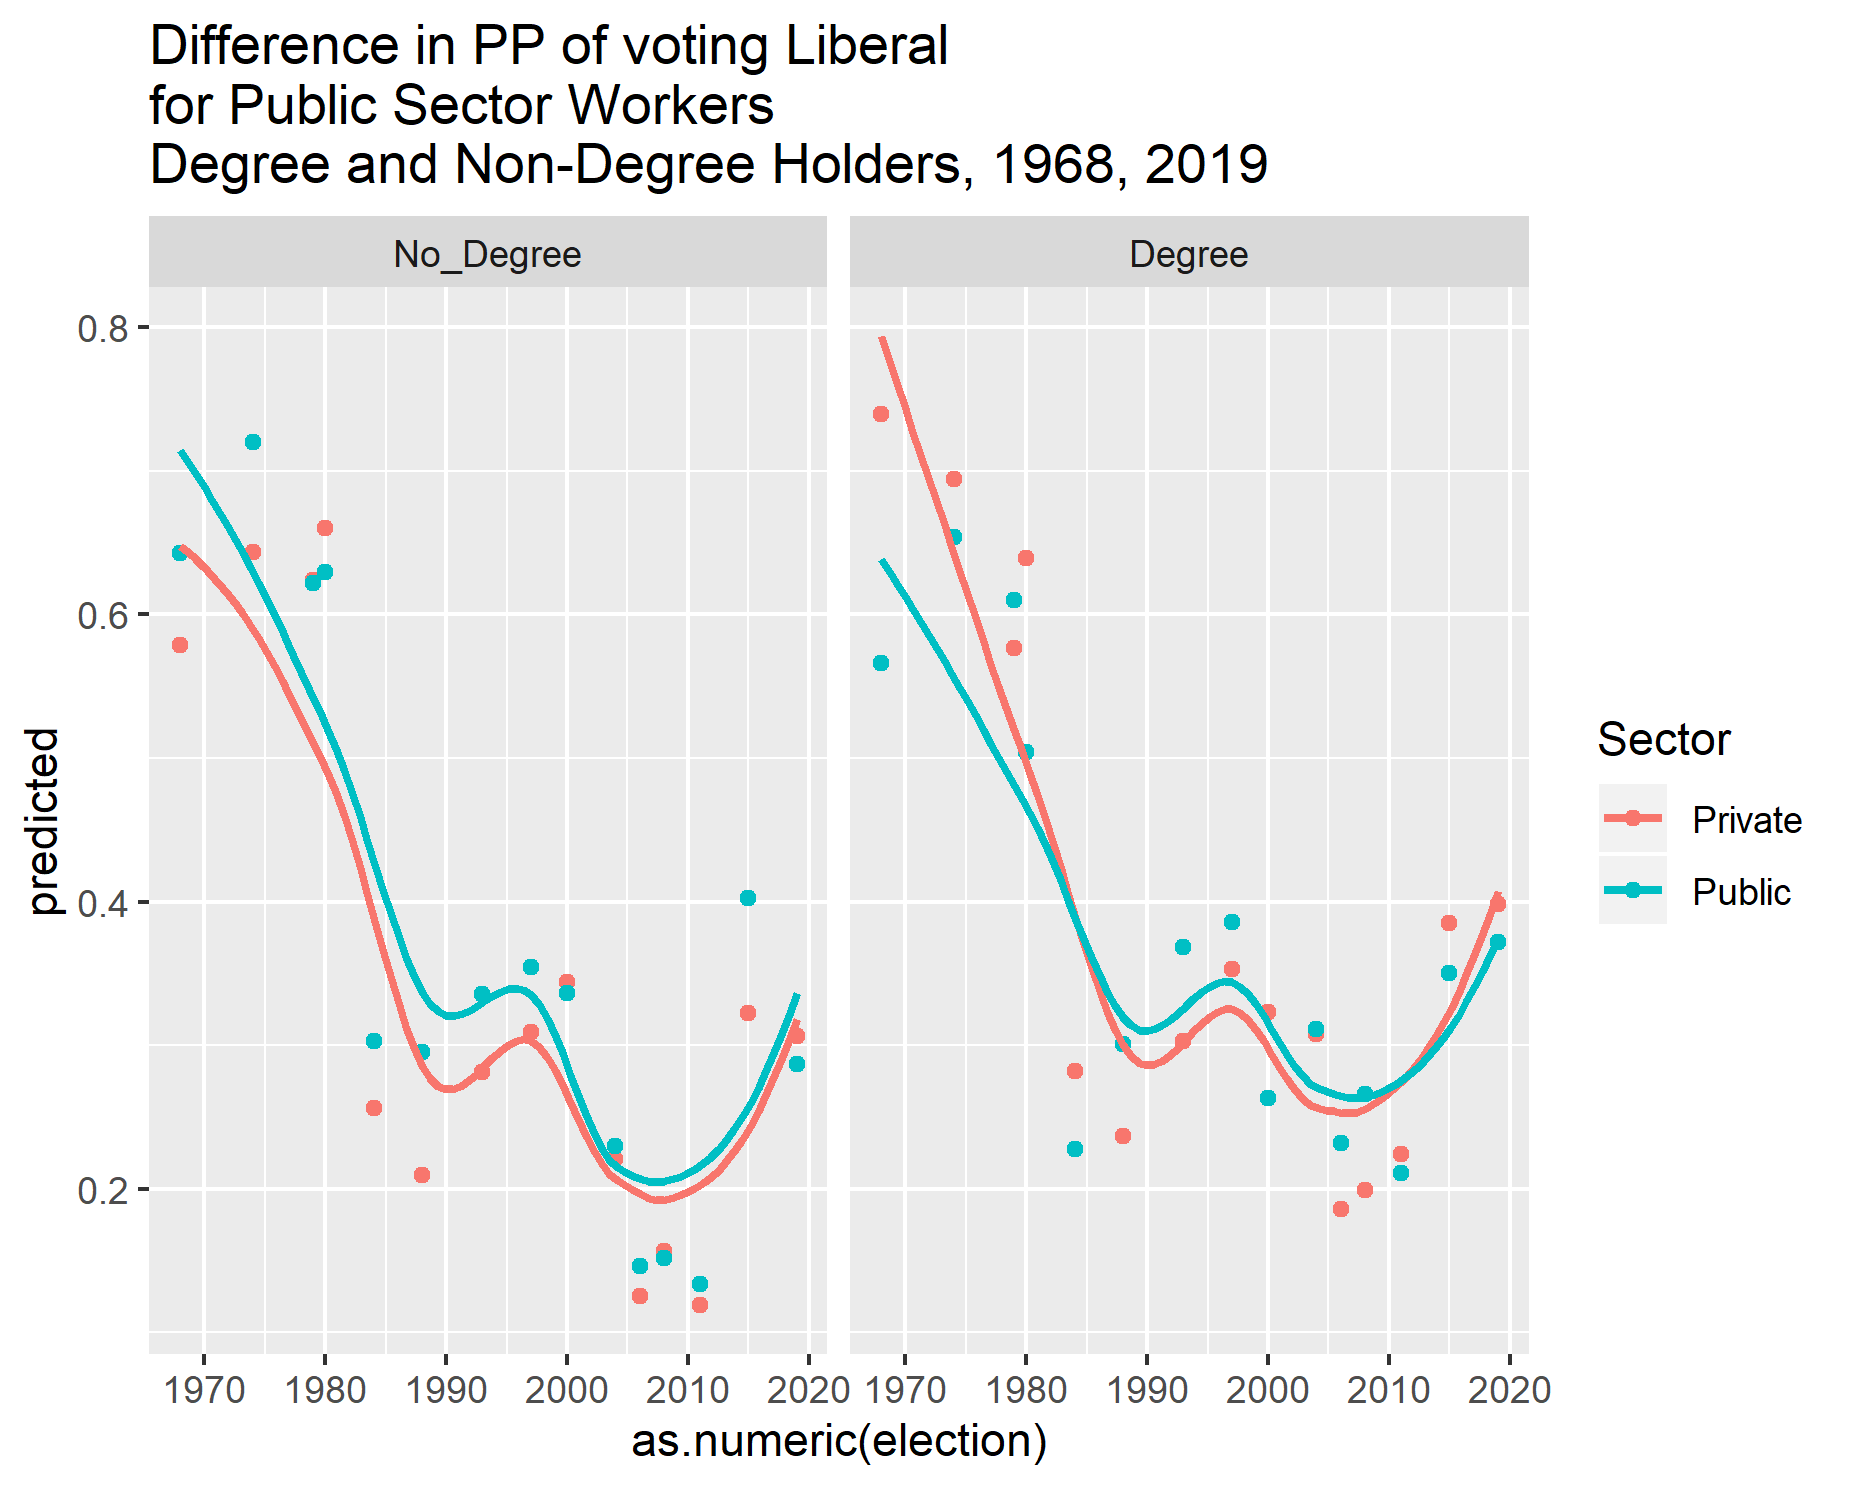 Difference in PP of voting Liberal
for Public Sector Workers
Degree and Non-Degree Holders, 1968, 2019
No_Degree
Degree
0.8
0.6
0.4
0.2
predicted
1970 1980 1990 2000 2010 2020
1970 1980 1990 2000 2010 2020
as.numeric(election)
Sector
Private
Public